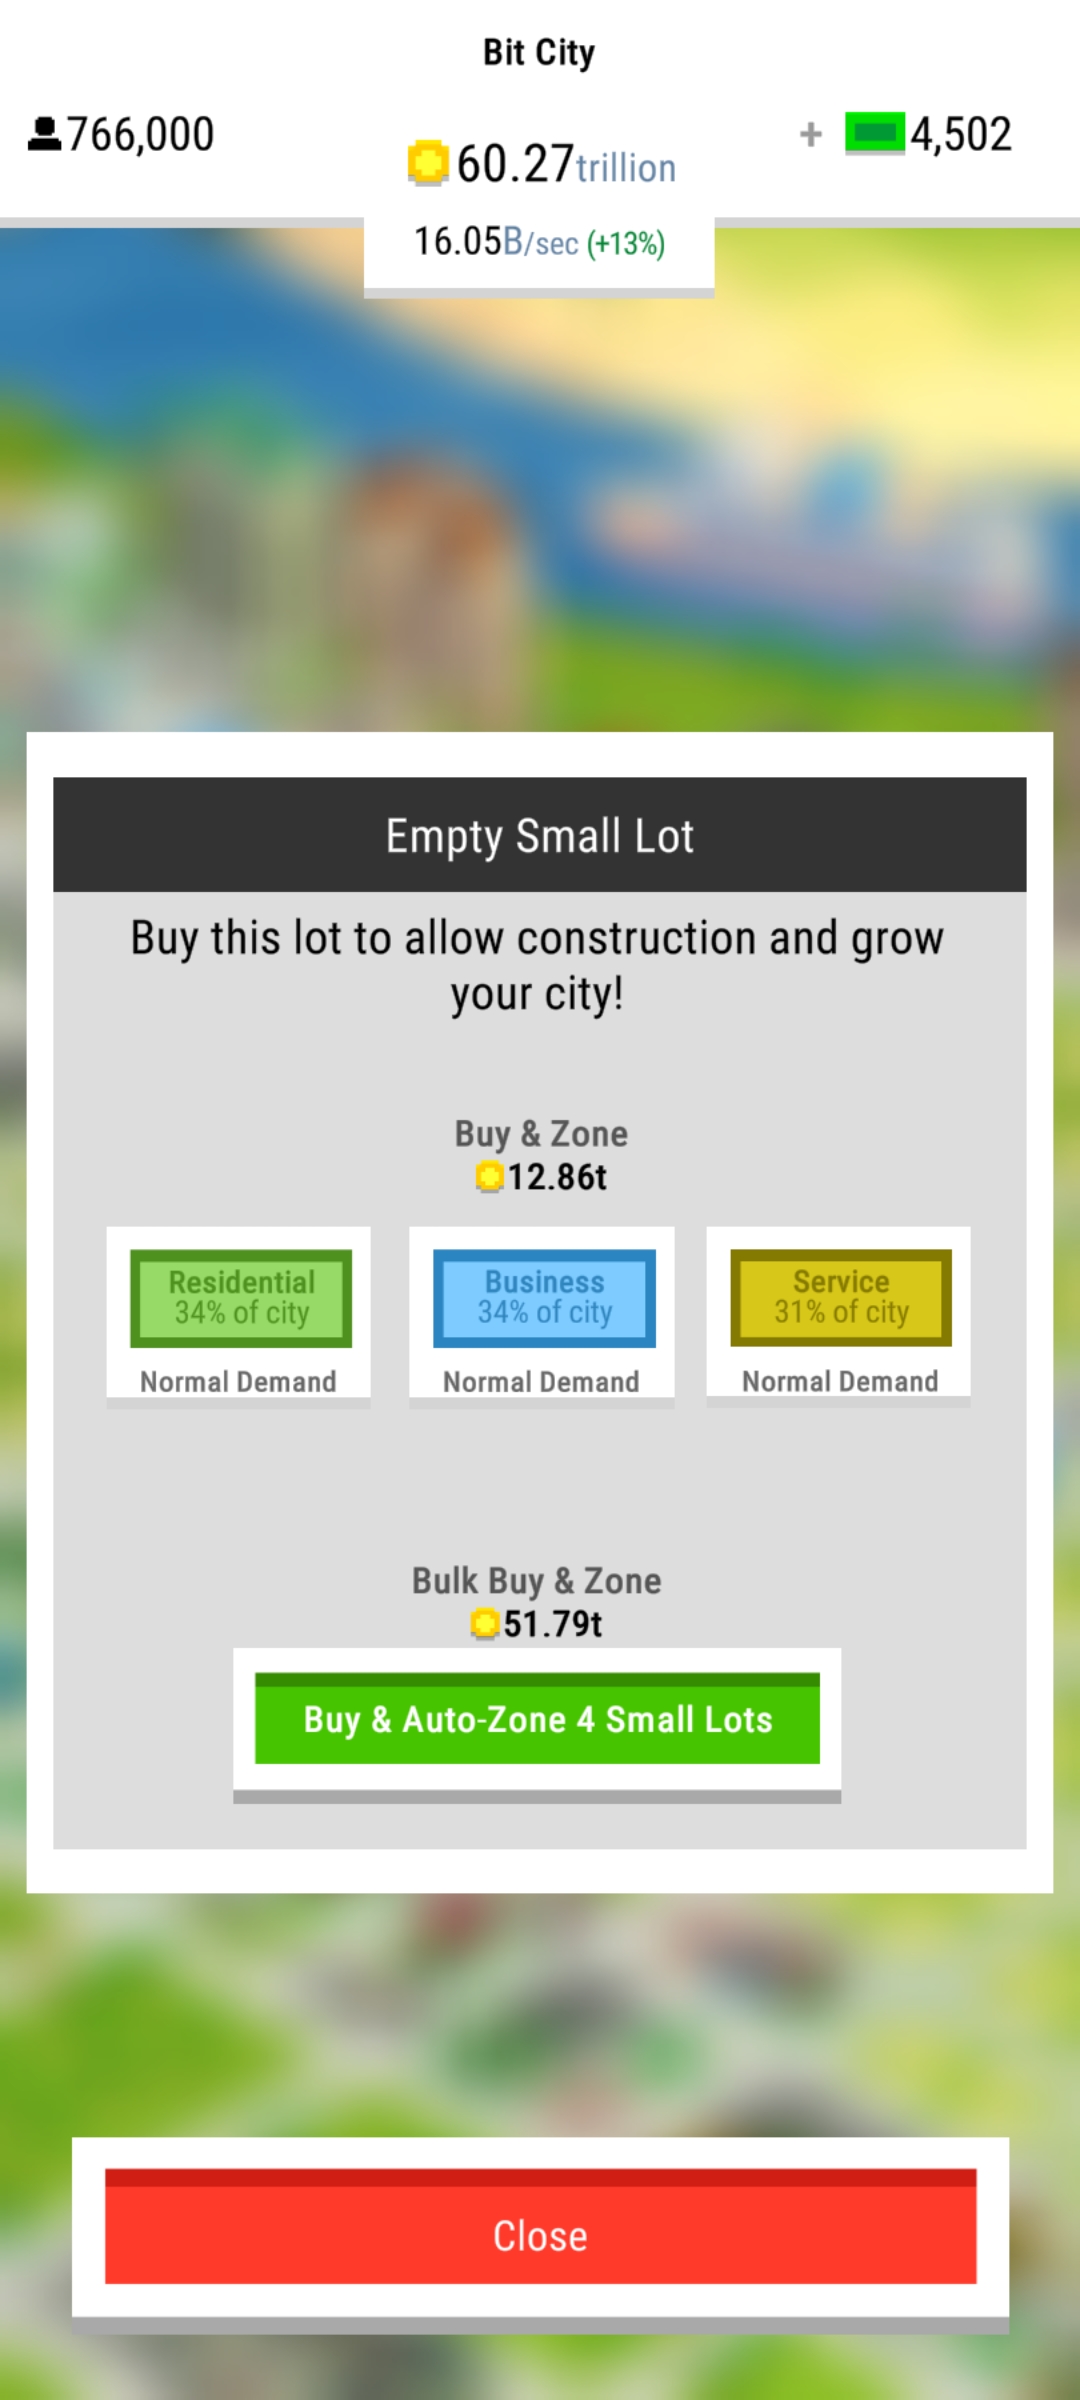 Bit City
766,000
60.27trillion
+ 4,502
16.05B/sec (+13%)
Empty Small Lot
Buy this lot to allow construction and grow
your city!
Buy & Zone
12.86t
Residential
34% of city
Normal Demand
Business
34% of city
Normal Demand
Service
31% of city
Normal Demand
Bulk Buy & Zone
51.79t
Buy & Auto-Zone 4 Small Lots
Close